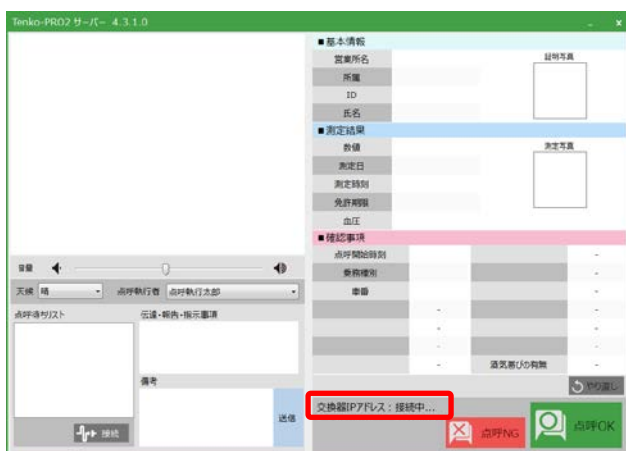 Tenko-PRO2 サーバー 4.3.1.0
■基本情報
営業所名
証明写真
所属
ID
氏名
■測定結果
数値
測定写真
測定日
測定時刻
免許期限
血圧
■確認事項
点呼開始時刻
-
乗務種別
-
車番
-
-
-
-
-
-
酒気帯びの有無
-
やり直し
音量
天候
晴
点呼執行者
点呼執行太郎
点呼待ちリスト
伝達・報告・指示事項
備考
接続
送信
交換器IPアドレス：接続中...
点呼NG
点呼OK